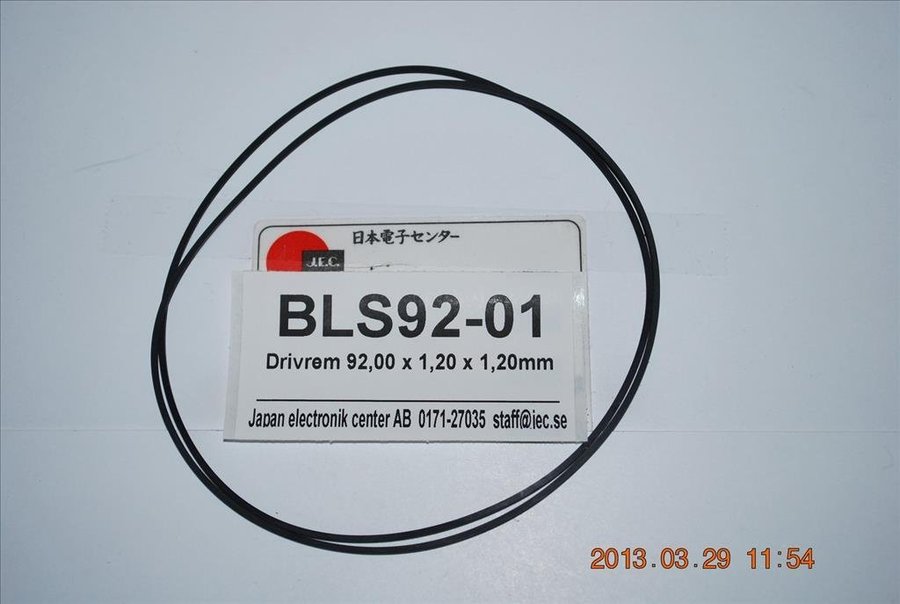 日本電子センター
J.E.C.
BLS92-01
Drivrem 92,00 x 1,20 x 1,20mm
Japan electronik center AB 0171-27035 staff@jec.se
2013.03.29 11:54